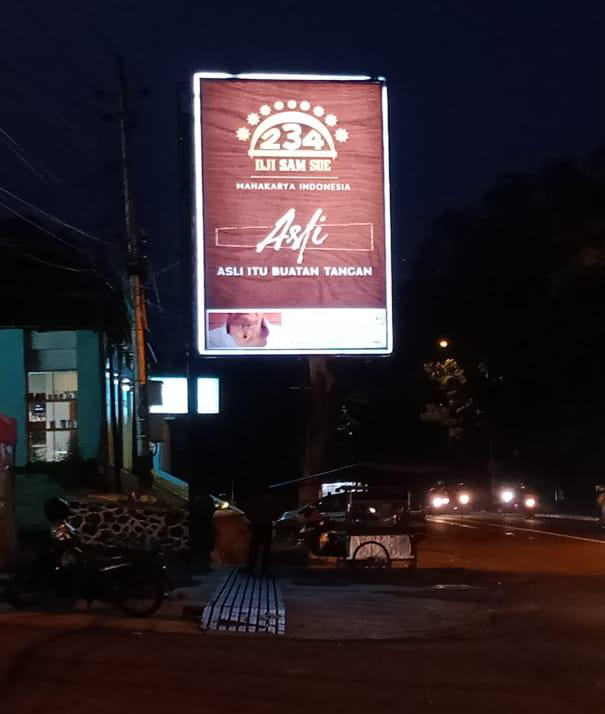 234
DJI SAM SOE
MAHAKARYA INDONESIA
Asli
ASLI ITU BUATAN TANGAN